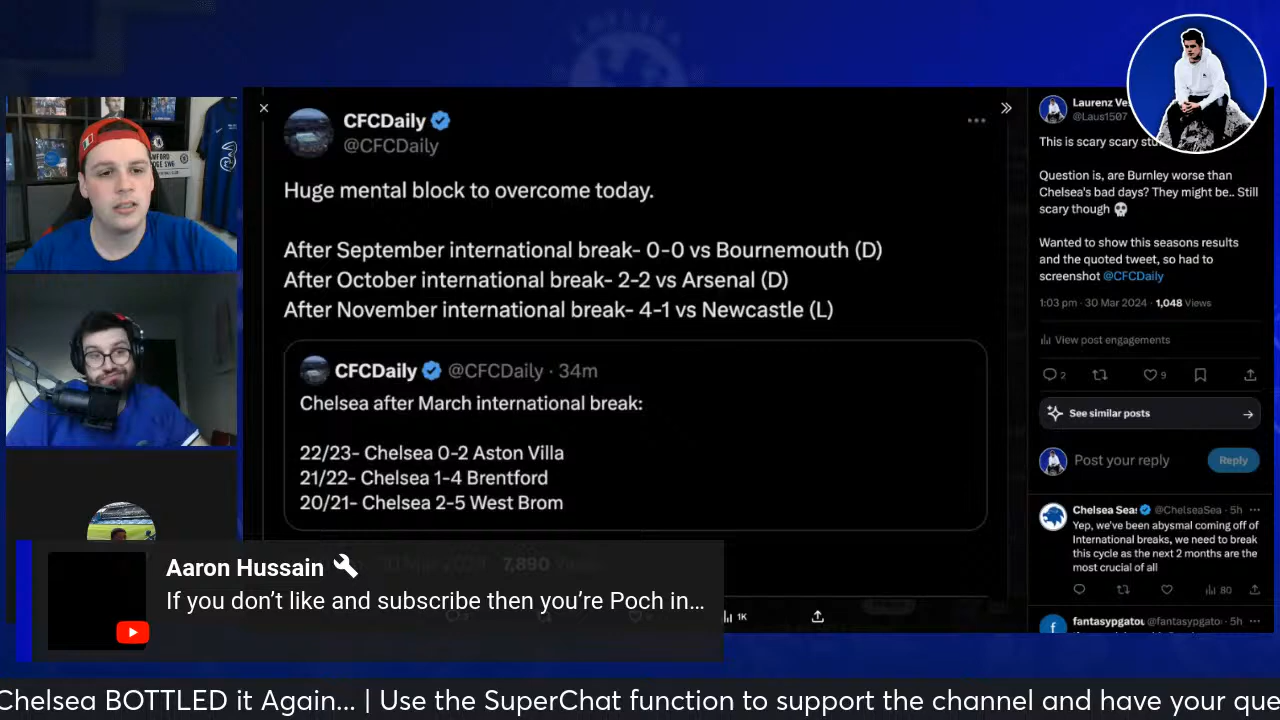 CFCDaily
@CFCDaily
Huge mental block to overcome today.
After September international break- 0-0 vs Bournemouth (D)
After October international break- 2-2 vs Arsenal (D)
After November international break- 4-1 vs Newcastle (L)
CFCDaily @CFCDaily · 34m
Chelsea after March international break:
22/23- Chelsea 0-2 Aston Villa
21/22- Chelsea 1-4 Brentford
20/21- Chelsea 2-5 West Brom
7,890
1K
Laurenz
@Laus1507
This is scary scary
Question is, are Burnley worse than
Chelsea's bad days? They might be.. Still
scary though 💀
Wanted to show this seasons results
and the quoted tweet, so had to
screenshot @CFCDaily
1:03 pm · 30 Mar 2024 · 1,048 Views
View post engagements
2
9
See similar posts
Post your reply
Reply
Chelsea Sea @ChelseaSea · 5h
Yep, we've been abysmal coming off of
International breaks, we need to break
this cycle as the next 2 months are the
most crucial of all
80
fantasypgatou @fantasypgato · 5h
Aaron Hussain
If you don't like and subscribe then you're Poch in...
Chelsea BOTTLED it Again... | Use the SuperChat function to support the channel and have your que